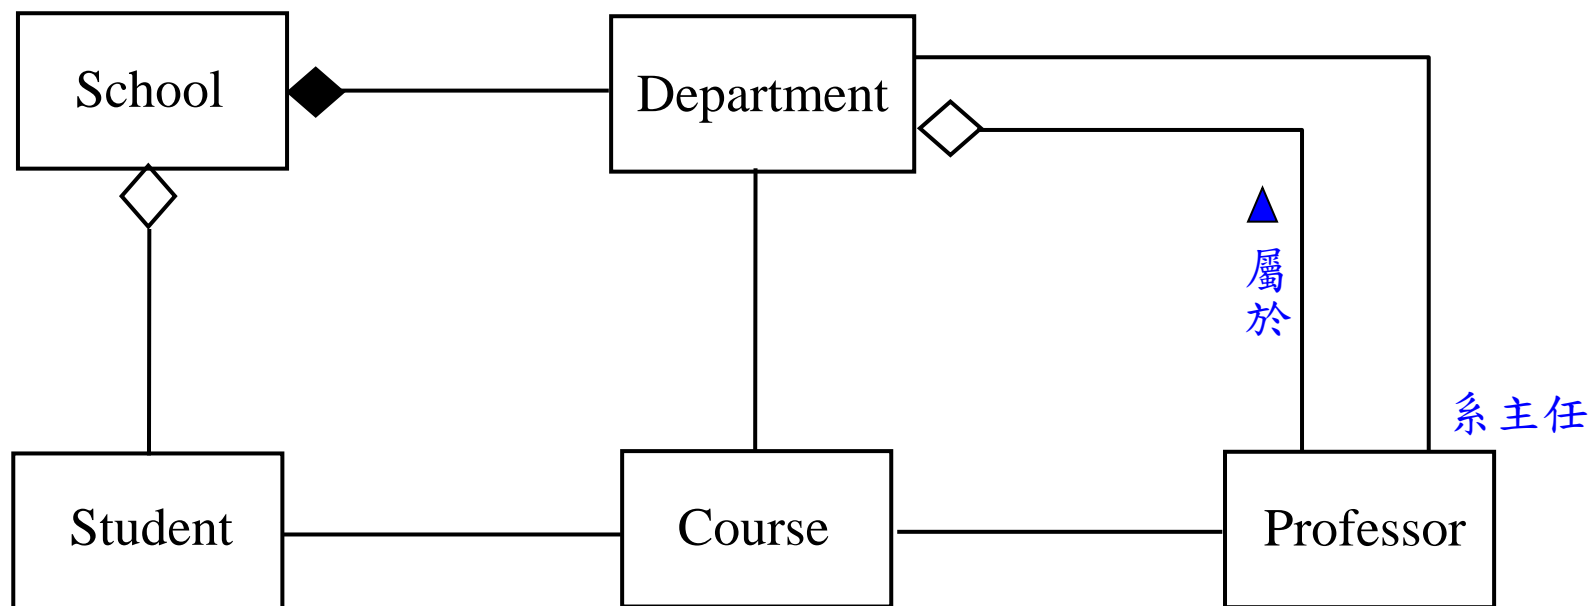 School
Department
屬
於
系主任
Student
Course
Professor